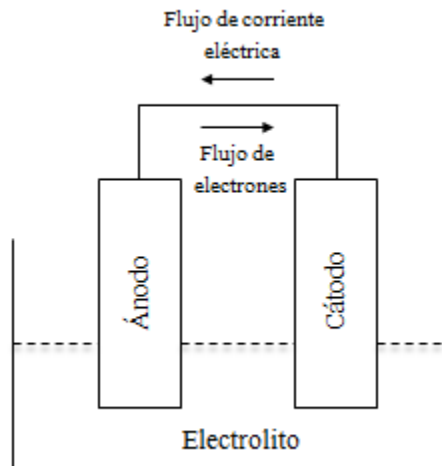 Flujo de corriente
eléctrica
Flujo de
electrones
Ánodo
Cátodo
Electrolito